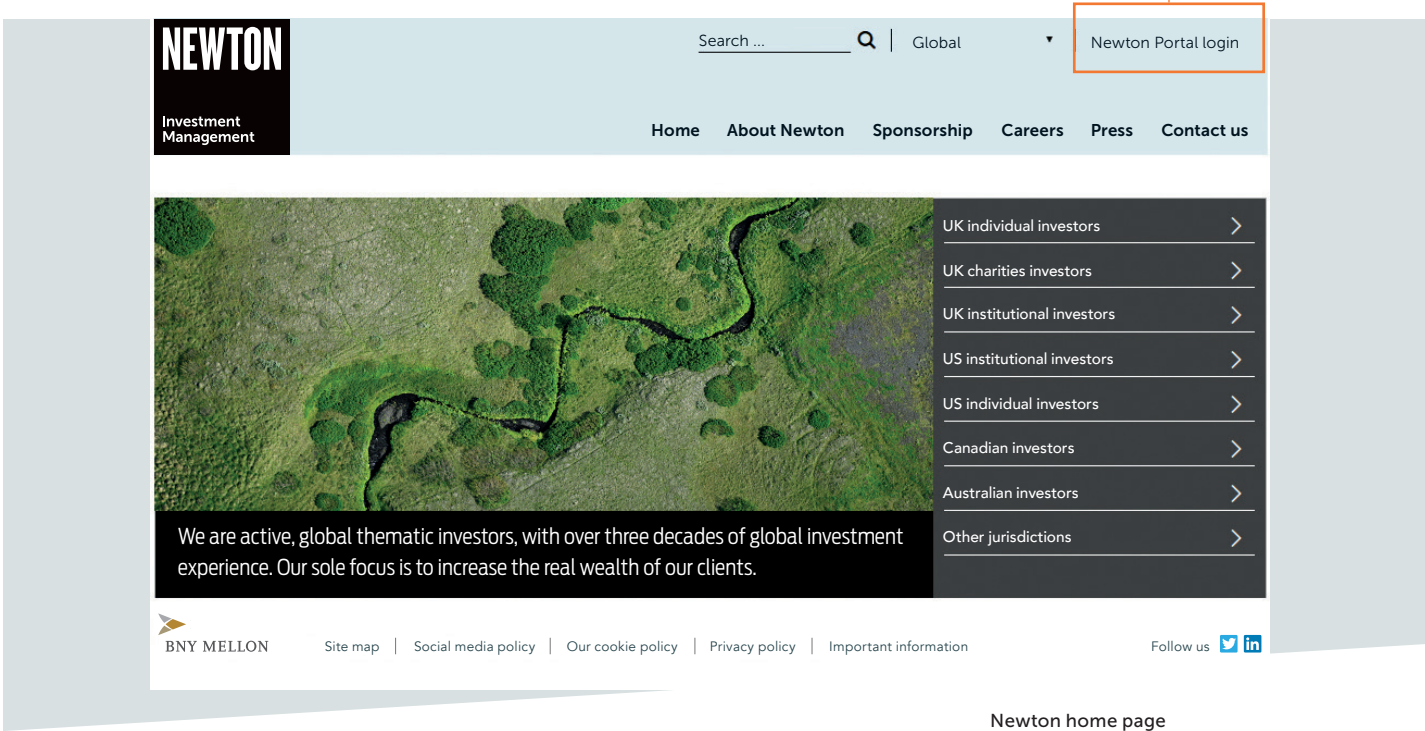 NEWTON
Investment
Management
Search ...
Global
Newton Portal login
Home About Newton Sponsorship Careers Press Contact us
UK individual investors
UK charities investors
UK institutional investors
US institutional investors
US individual investors
Canadian investors
Australian investors
Other jurisdictions
We are active, global thematic investors, with over three decades of global investment
experience. Our sole focus is to increase the real wealth of our clients.
BNY MELLON
Site map | Social media policy | Our cookie policy | Privacy policy | Important information
Follow us
in
Newton home page